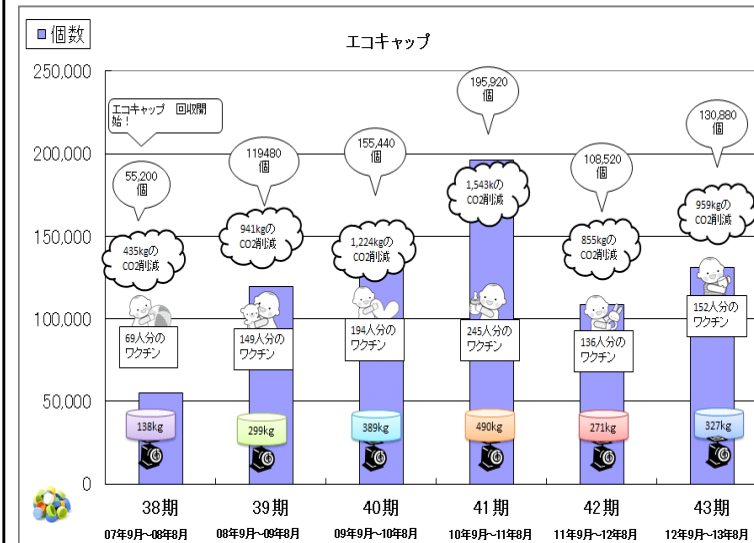 個数
エコキャップ
250,000
200,000
150,000
100,000
50,000
0
エコキャップ 回収開
始！
55,200
個
435kgの
CO2削減
69人分の
ワクチン
138kg
119480
個
941kgの
CO2削減
149人分の
ワクチン
299kg
155,440
個
1,224kgの
CO2削減
194人分の
ワクチン
389kg
195,920
個
1,543kの
CO2削減
245人分の
ワクチン
490kg
108,520
個
855kgの
CO2削減
136人分の
ワクチン
271kg
130,880
個
959kgの
CO2削減
152人分の
ワクチン
327kg
38期 39期 40期 41期 42期 43期
07年9月～08年8月 08年9月～09年8月 09年9月～10年8月 10年9月～11年8月 11年9月～12年8月 12年9月～13年8月